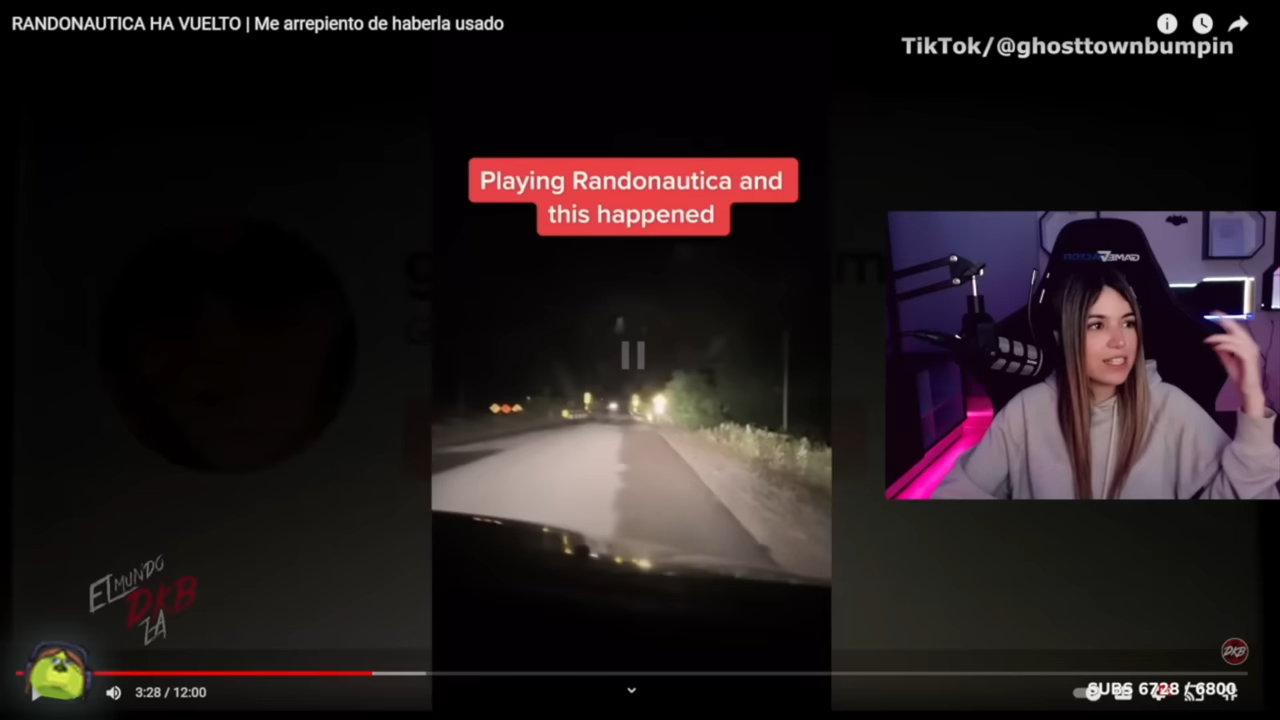 RANDONAUTICA HA VUELTO | Me arrepiento de haberla usado
TikTok/@ghosttownbumpin
Playing Randonautica and
this happened
EL MUNDO
DKB
ZA
DKB
3:28 / 12:00
SUBS 6728 / 6800